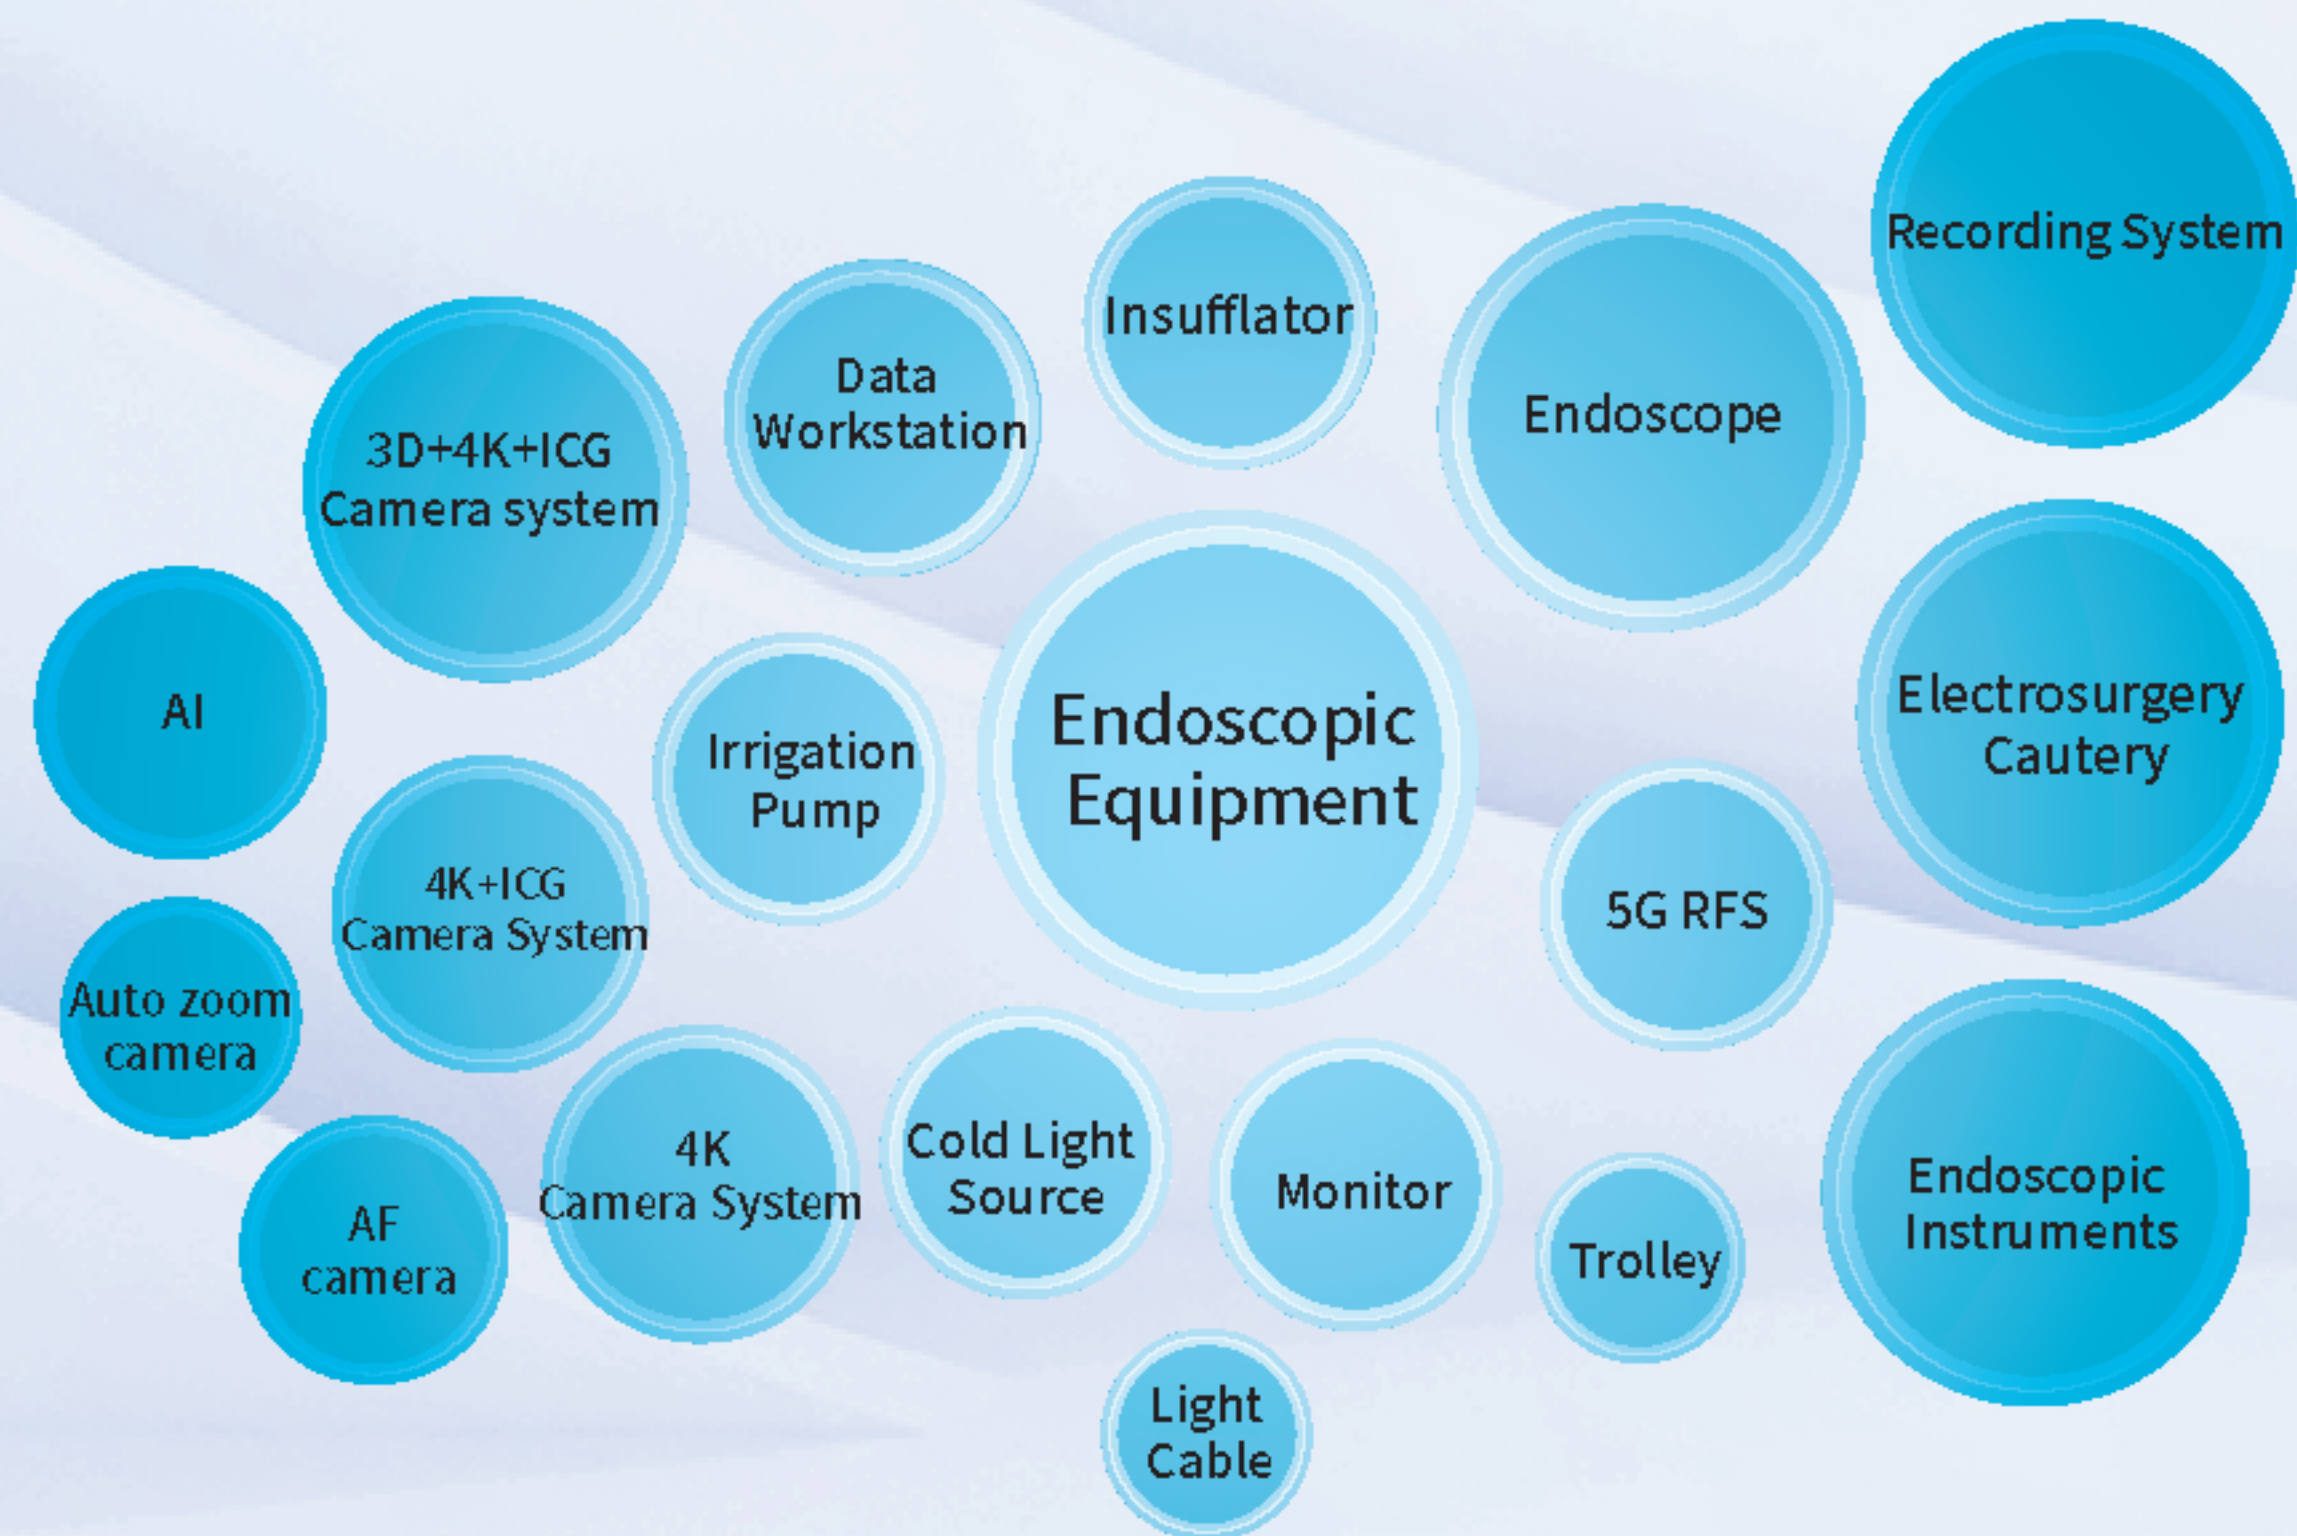 Recording System
Insufflator
Data
Workstation
Endoscope
3D+4K+ICG
Camera system
AI
Irrigation
Pump
Endoscopic
Equipment
Electrosurgery
Cautery
4K+ICG
Camera System
5G RFS
Auto zoom
camera
4K
Camera System
Cold Light
Source
Monitor
Endoscopic
Instruments
AF
camera
Trolley
Light
Cable